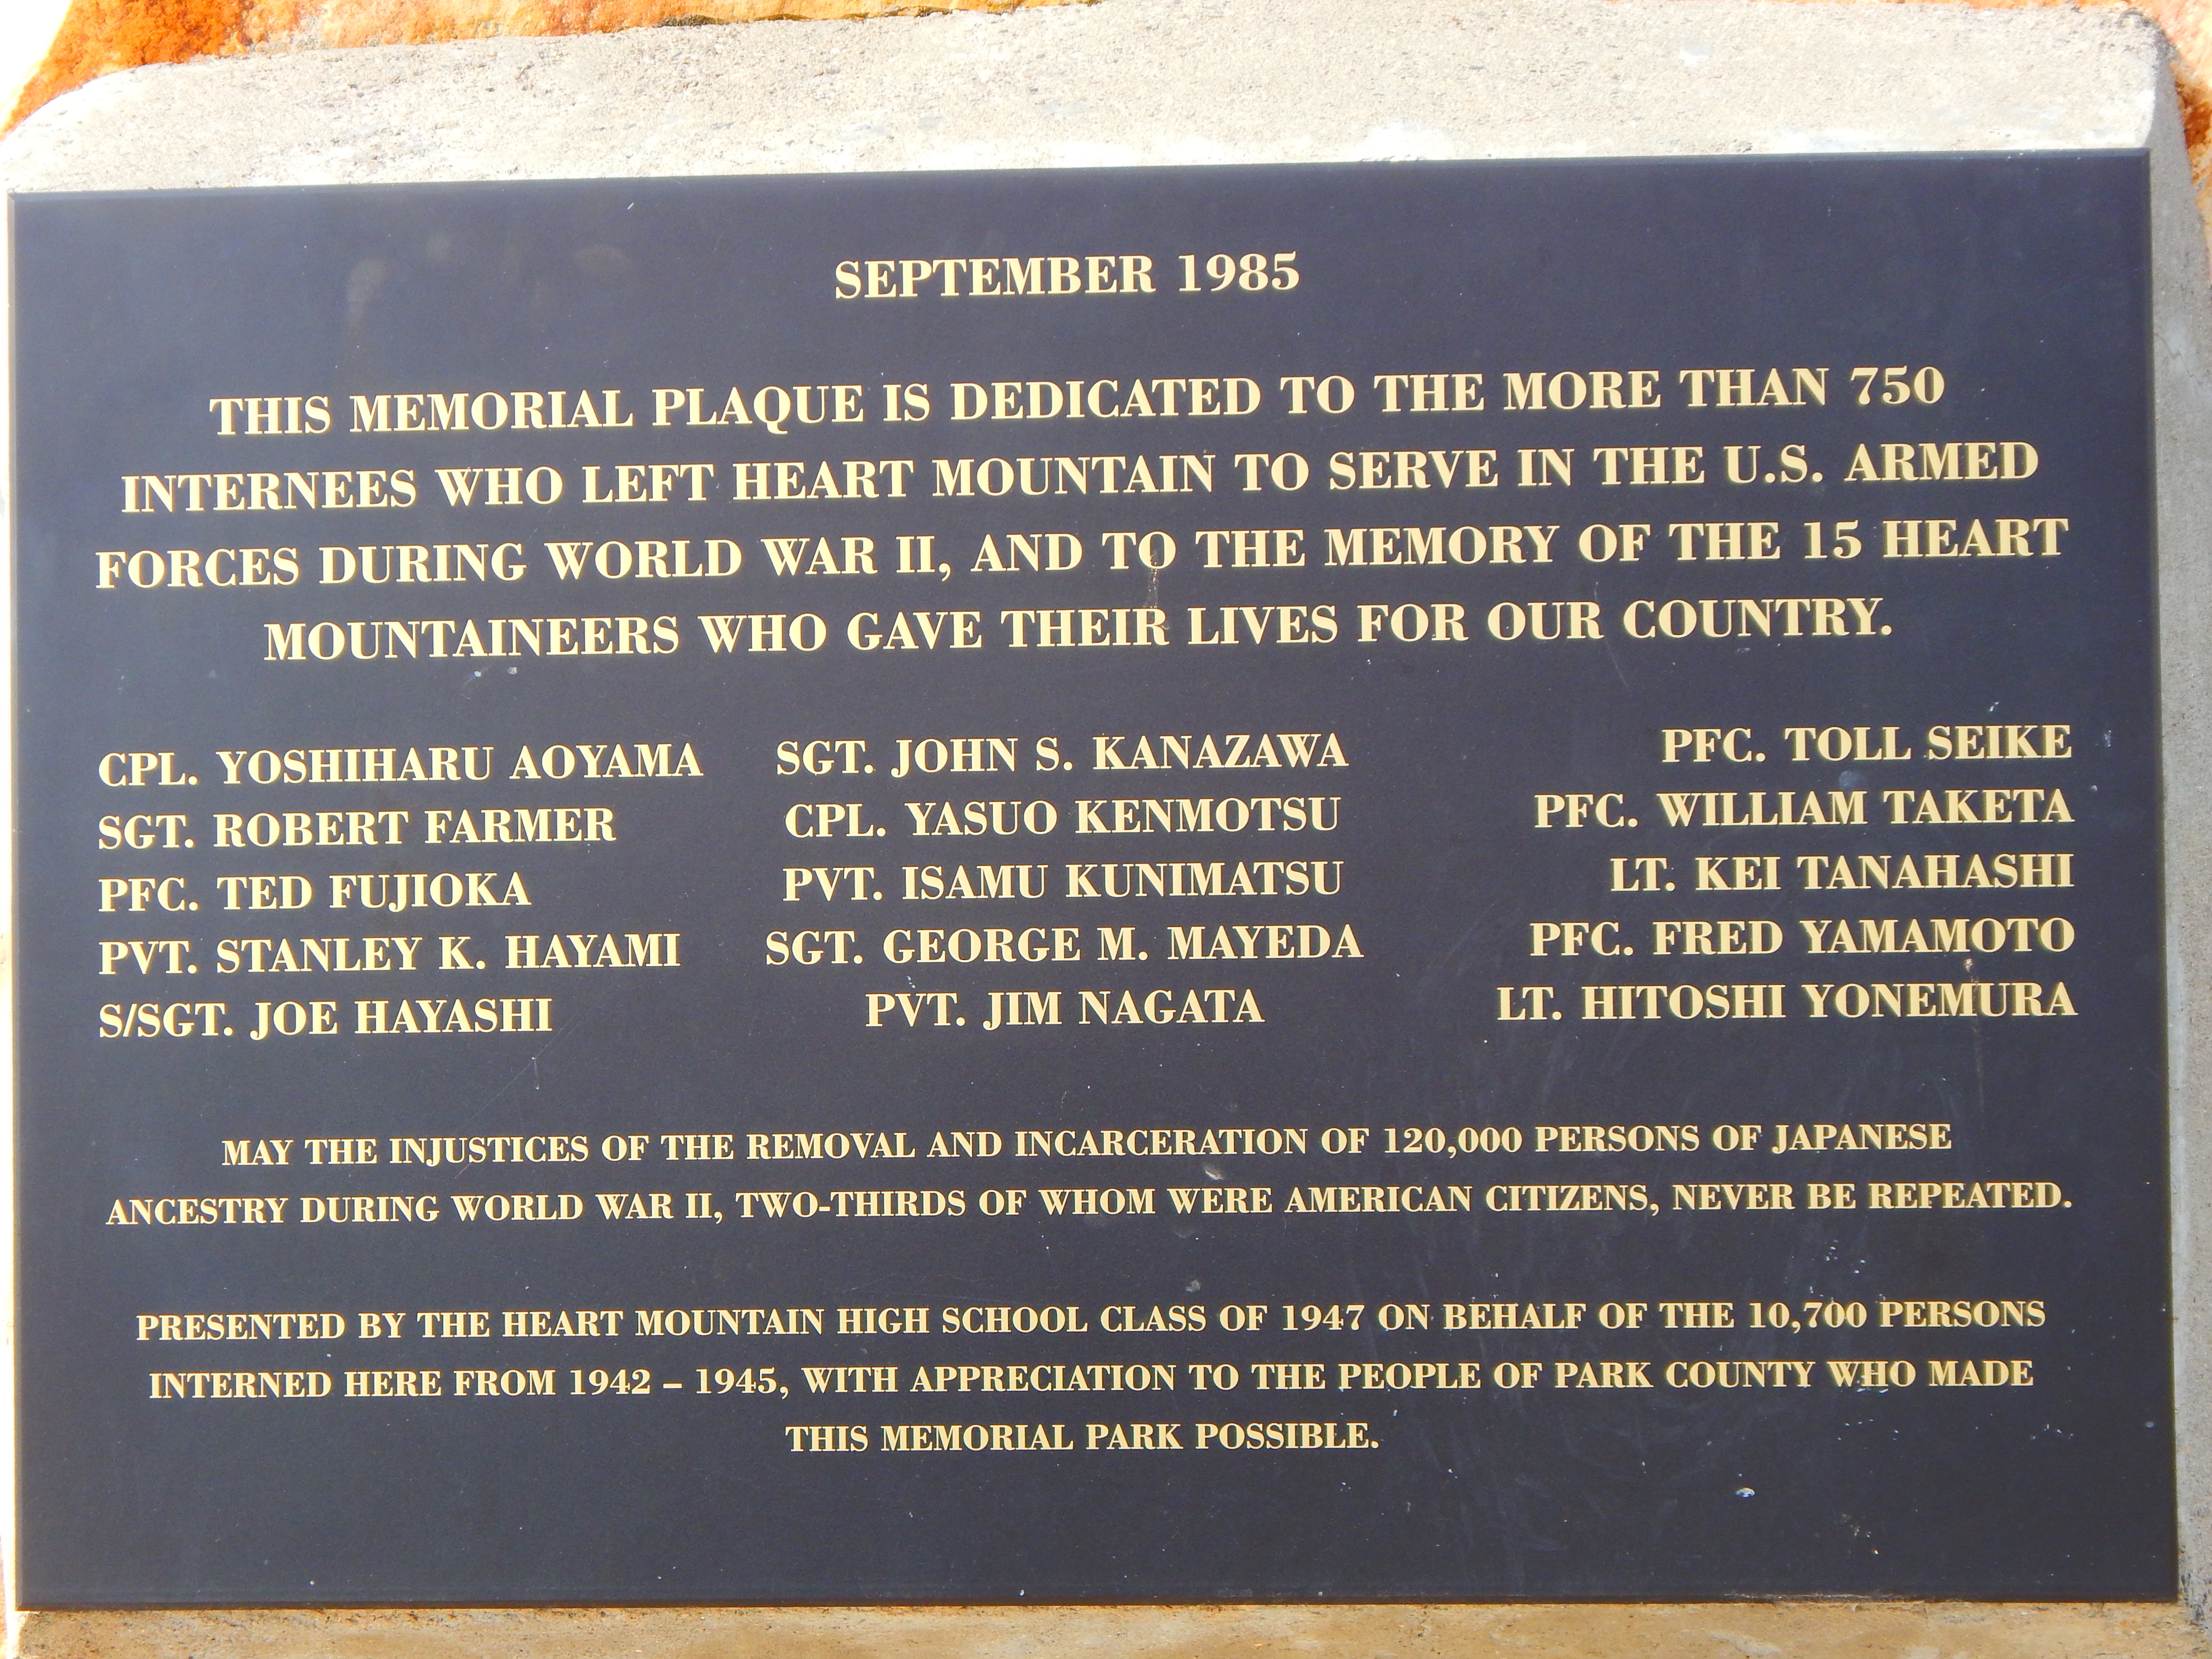 SEPTEMBER 1985
THIS MEMORIAL PLAQUE IS DEDICATED TO THE MORE THAN 750
INTERNEES WHO LEFT HEART MOUNTAIN TO SERVE IN THE U.S. ARMED
FORCES DURING WORLD WAR II, AND TO THE MEMORY OF THE 15 HEART
MOUNTAINEERS WHO GAVE THEIR LIVES FOR OUR COUNTRY.
CPL. YOSHIHARU AOYAMA
SGT. ROBERT FARMER
PFC. TED FUJIOKA
PVT. STANLEY K. HAYAMI
S/SGT. JOE HAYASHI
SGT. JOHN S. KANAZAWA
CPL. YASUO KENMOTSU
PVT. ISAMU KUNIMATSU
SGT. GEORGE M. MAYEDA
PVT. JIM NAGATA
PFC. TOLL SEIKE
PFC. WILLIAM TAKETA
LT. KEI TANAHASHI
PFC. FRED YAMAMOTO
LT. HITOSHI YONEMURA
MAY THE INJUSTICES OF THE REMOVAL AND INCARCERATION OF 120,000 PERSONS OF JAPANESE
ANCESTRY DURING WORLD WAR II, TWO-THIRDS OF WHOM WERE AMERICAN CITIZENS, NEVER BE REPEATED.
PRESENTED BY THE HEART MOUNTAIN HIGH SCHOOL CLASS OF 1947 ON BEHALF OF THE 10,700 PERSONS
INTERNED HERE FROM 1942 – 1945, WITH APPRECIATION TO THE PEOPLE OF PARK COUNTY WHO MADE
THIS MEMORIAL PARK POSSIBLE.